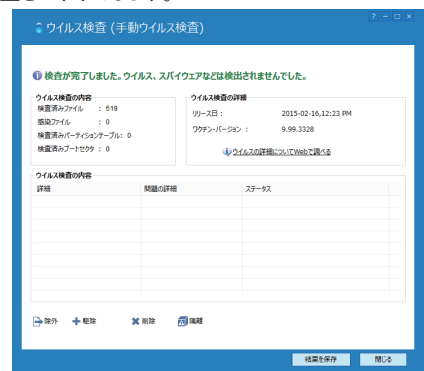 ウイルス検査 (手動ウイルス検査)
検査が完了しました。ウイルス、スパイウェアなどは検出されませんでした。
ウイルス検査の内容
検査済みファイル : 519
感染ファイル : 0
検査済みパーティションテーブル: 0
検査済みブートセクタ : 0
ウイルス検査の詳細
リリース日: 2015-02-16,12:23 PM
ワクチン・バージョン : 9.99.3328
ウイルスの詳細についてWebで調べる
ウイルス検査の内容
詳細 問題の詳細 ステータス
除外 駆除 削除 隔離
結果を保存 閉じる